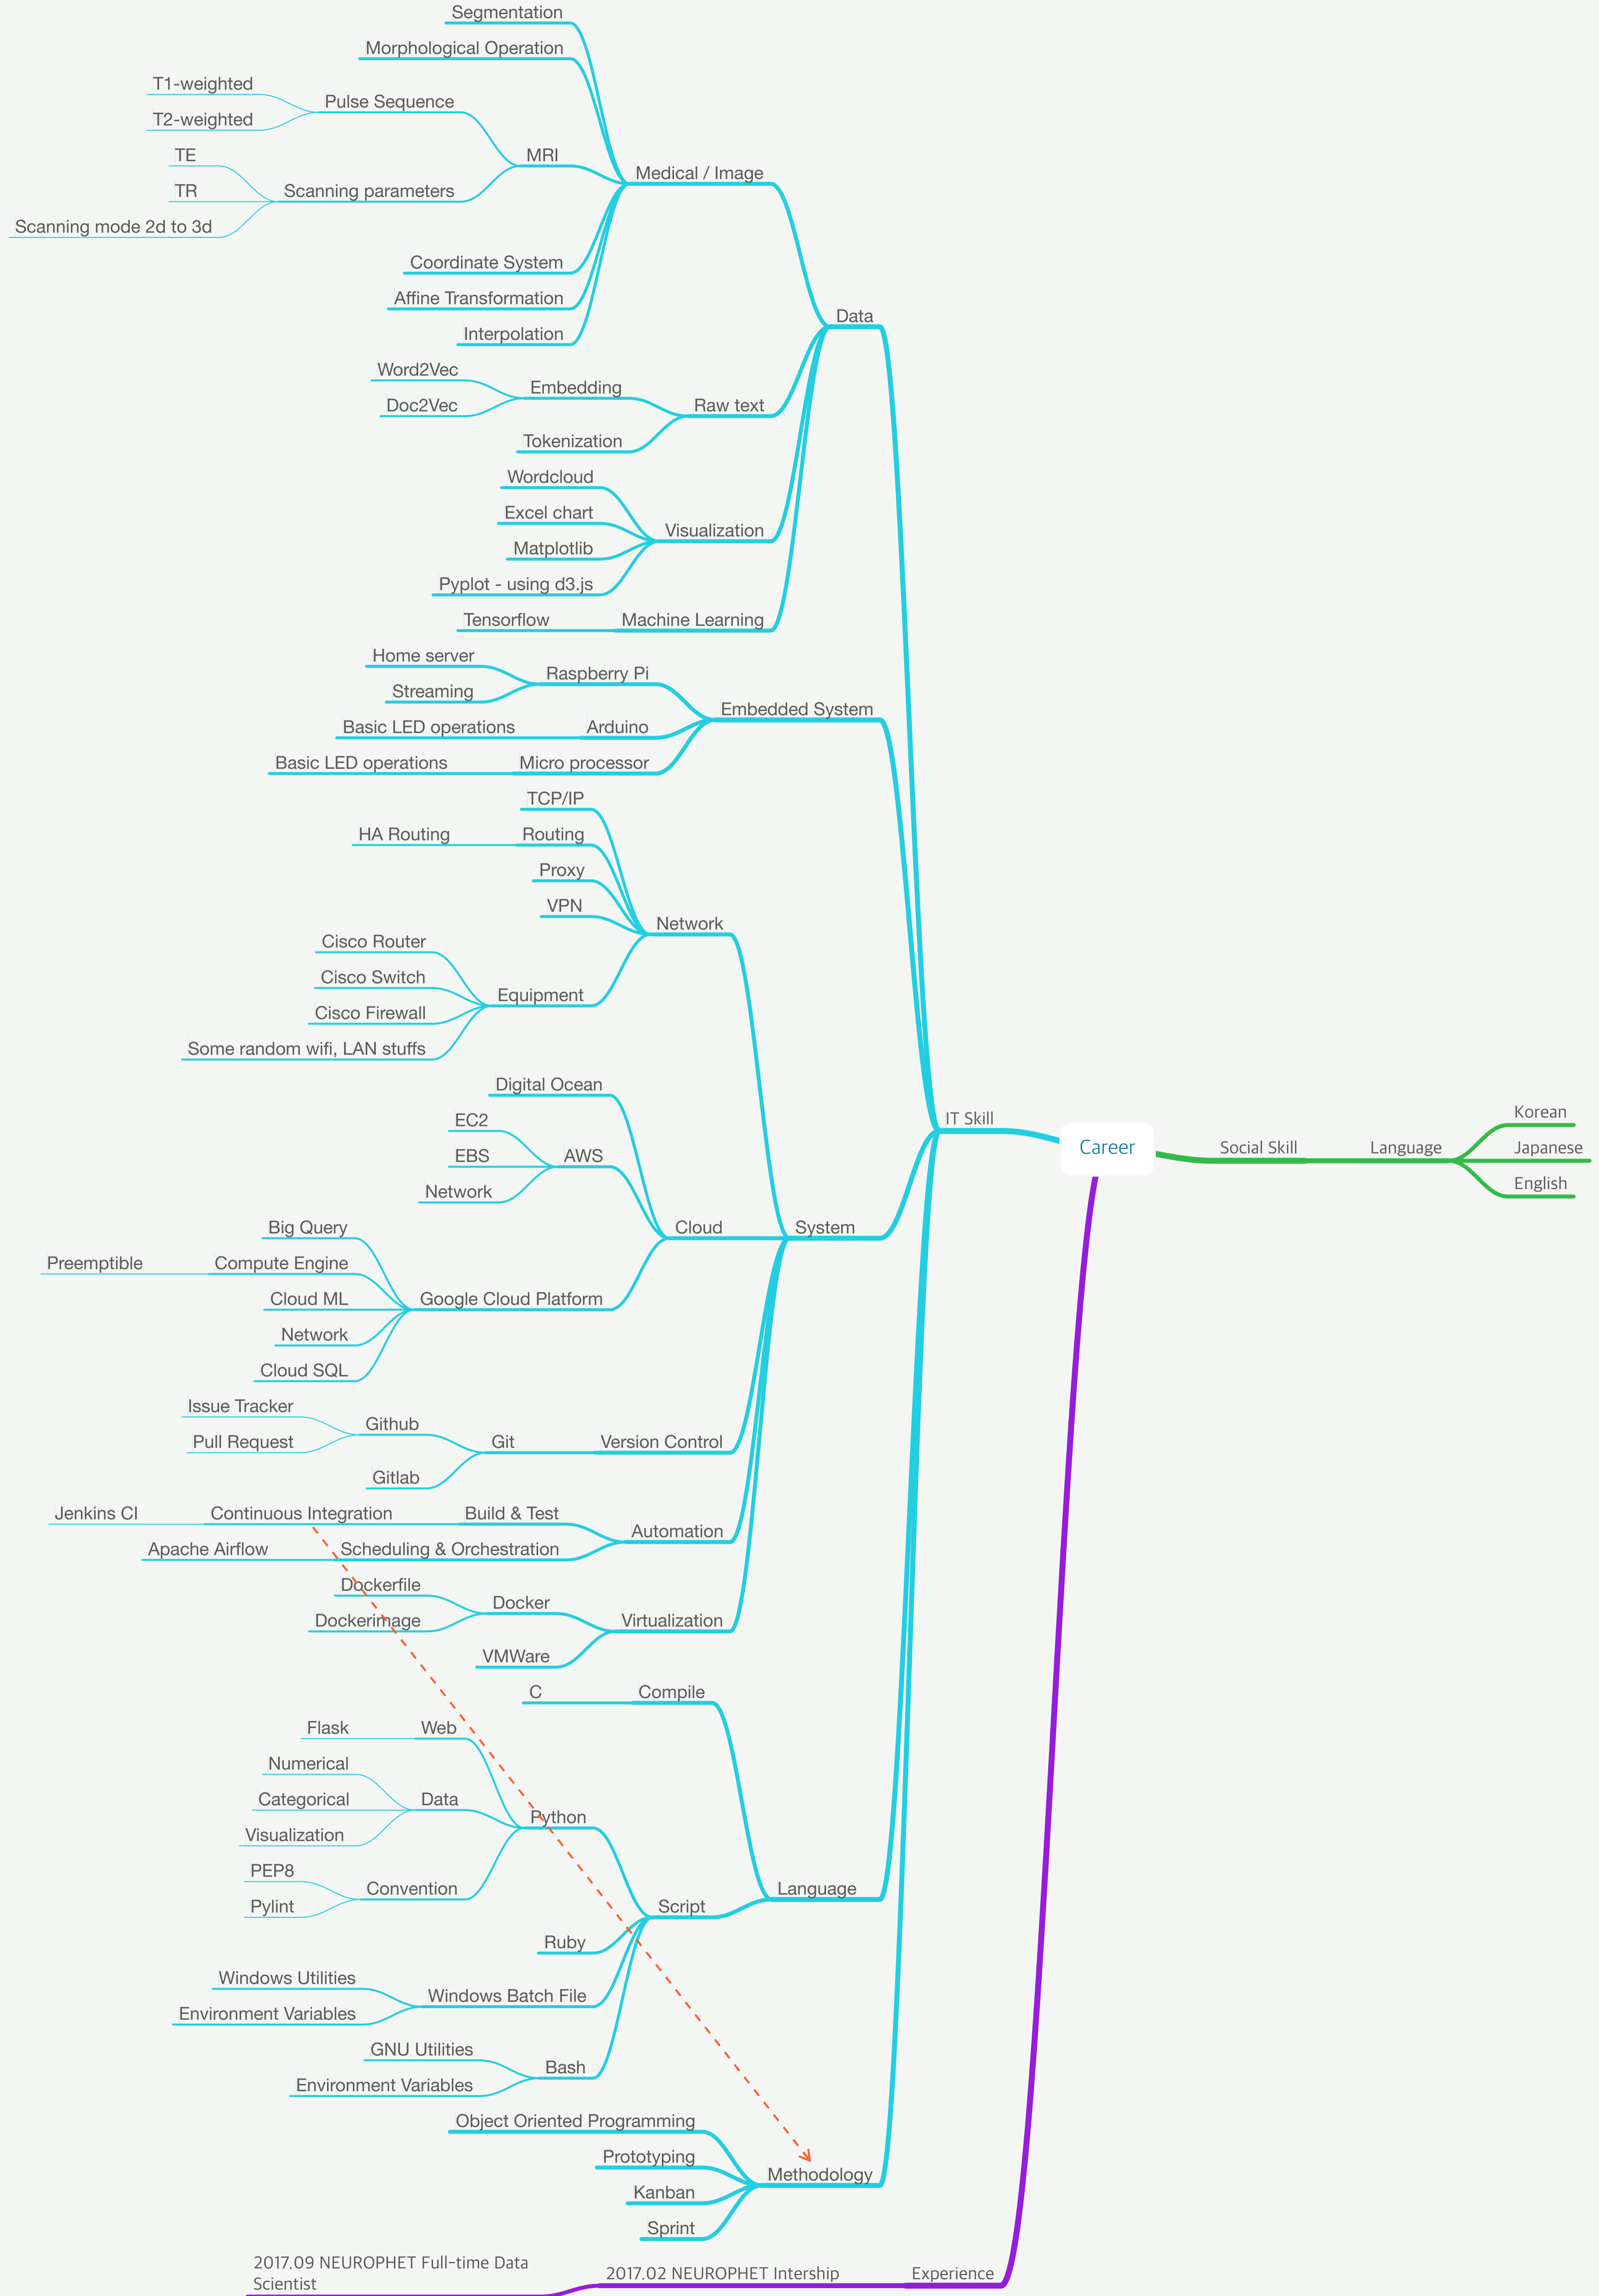 Segmentation
Morphological Operation
T1-weighted
Pulse Sequence
T2-weighted
TE
MRI
Medical / Image
TR
Scanning parameters
Scanning mode 2d to 3d
Coordinate System
Affine Transformation
Data
Interpolation
Word2Vec
Embedding
Doc2Vec
Raw text
Tokenization
Wordcloud
Excel chart
Visualization
Matplotlib
Pyplot - using d3.js
Tensorflow
Machine Learning
Home server
Raspberry Pi
Streaming
Embedded System
Basic LED operations
Arduino
Basic LED operations
Micro processor
TCP/IP
HA Routing
Routing
Proxy
VPN
Network
Cisco Router
Cisco Switch
Equipment
Cisco Firewall
Some random wifi, LAN stuffs
Digital Ocean
EC2
IT Skill
Korean
EBS
AWS
Career
Social Skill
Language
Japanese
Network
English
Big Query
Cloud
System
Preemptible
Compute Engine
Cloud ML
Google Cloud Platform
Network
Cloud SQL
Issue Tracker
Github
Pull Request
Git
Version Control
Gitlab
Jenkins CI
Continuous Integration
Build & Test
Automation
Apache Airflow
Scheduling & Orchestration
Dockerfile
Docker
Dockerimage
Virtualization
VMWare
C
Compile
Flask
Web
Numerical
Categorical
Data
Python
Visualization
PEP8
Convention
Language
Pylint
Script
Ruby
Windows Utilities
Windows Batch File
Environment Variables
GNU Utilities
Bash
Environment Variables
Object Oriented Programming
Prototyping
Methodology
Kanban
Sprint
2017.09 NEUROPHET Full-time Data
Scientist
2017.02 NEUROPHET Intership
Experience